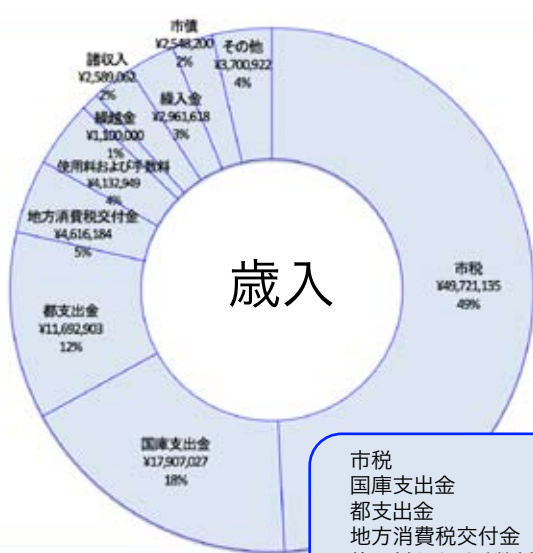 市債
¥2,548,200
2%
その他
¥3,700,922
4%
諸収入
¥2,589,062
2%
繰入金
¥2,961,618
3%
繰越金
¥1,100,000
1%
使用料および手数料
¥4,132,949
4%
地方消費税交付金
¥4,616,184
5%
歳入
市税
¥49,721,135
49%
都支出金
¥11,692,903
12%
国庫支出金
¥17,907,027
18%
市税
国庫支出金
都支出金
地方消費税交付金